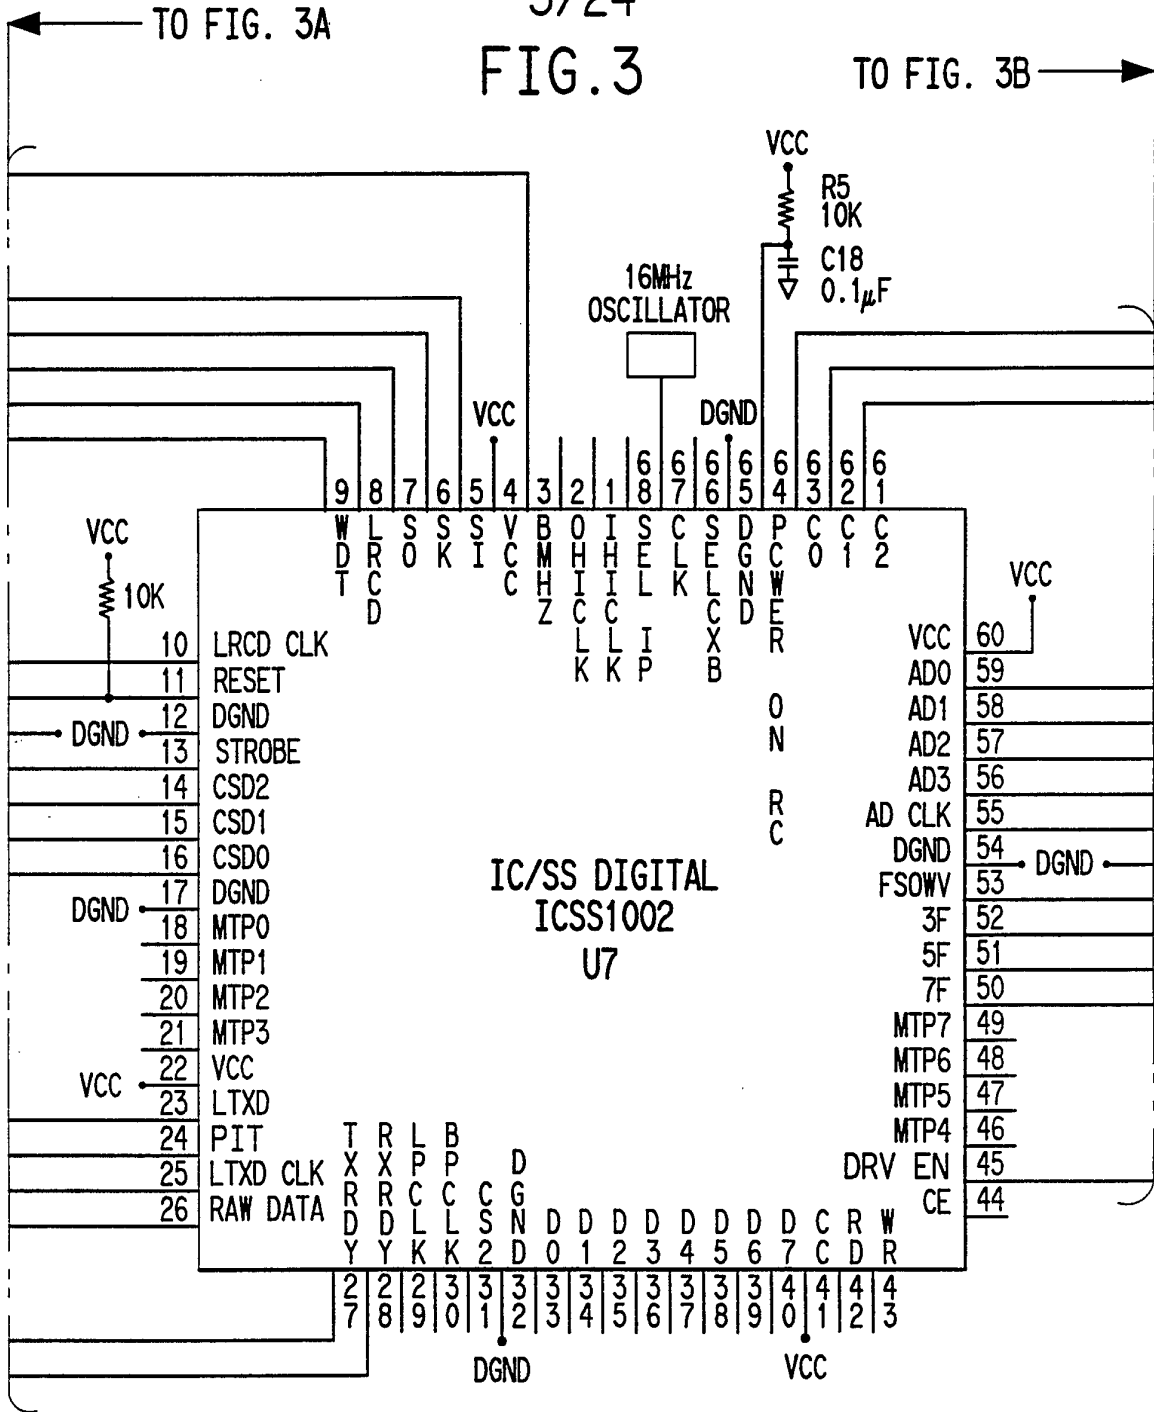 3/24
TO FIG. 3A
FIG.3
TO FIG. 3B
VCC
R5
10K
C18
0.1μF
16MHz
OSCILLATOR
VCC
DGND
9 8 7 6 5 4 3 2 1 68 67 66 65 64 63 62 61
WDT
LRCD
SO
SK
SI
VCC
BMHZ
OHICLK
IHICLK
SEL IP
CLK
SELCXB
DGND
PCWER ON RC
C0
C1
C2
VCC
10K
10 LRCD CLK
11 RESET
DGND
12 DGND
13 STROBE
14 CSD2
15 CSD1
16 CSD0
17 DGND
DGND
18 MTP0
19 MTP1
20 MTP2
21 MTP3
22 VCC
VCC
23 LTXD
24 PIT
25 LTXD CLK
26 RAW DATA
IC/SS DIGITAL
ICSS1002
U7
VCC
VCC 60
AD0 59
AD1 58
AD2 57
AD3 56
AD CLK 55
DGND 54
DGND
FSOWV 53
3F 52
5F 51
7F 50
MTP7 49
MTP6 48
MTP5 47
MTP4 46
DRV EN 45
CE 44
TXRDY
RXRDY
LPCLK
BPCLK
CS2
DGND
D0
D1
D2
D3
D4
D5
D6
D7
CC
RD
WR
27 28 29 30 31 32 33 34 35 36 37 38 39 40 41 42 43
DGND
VCC